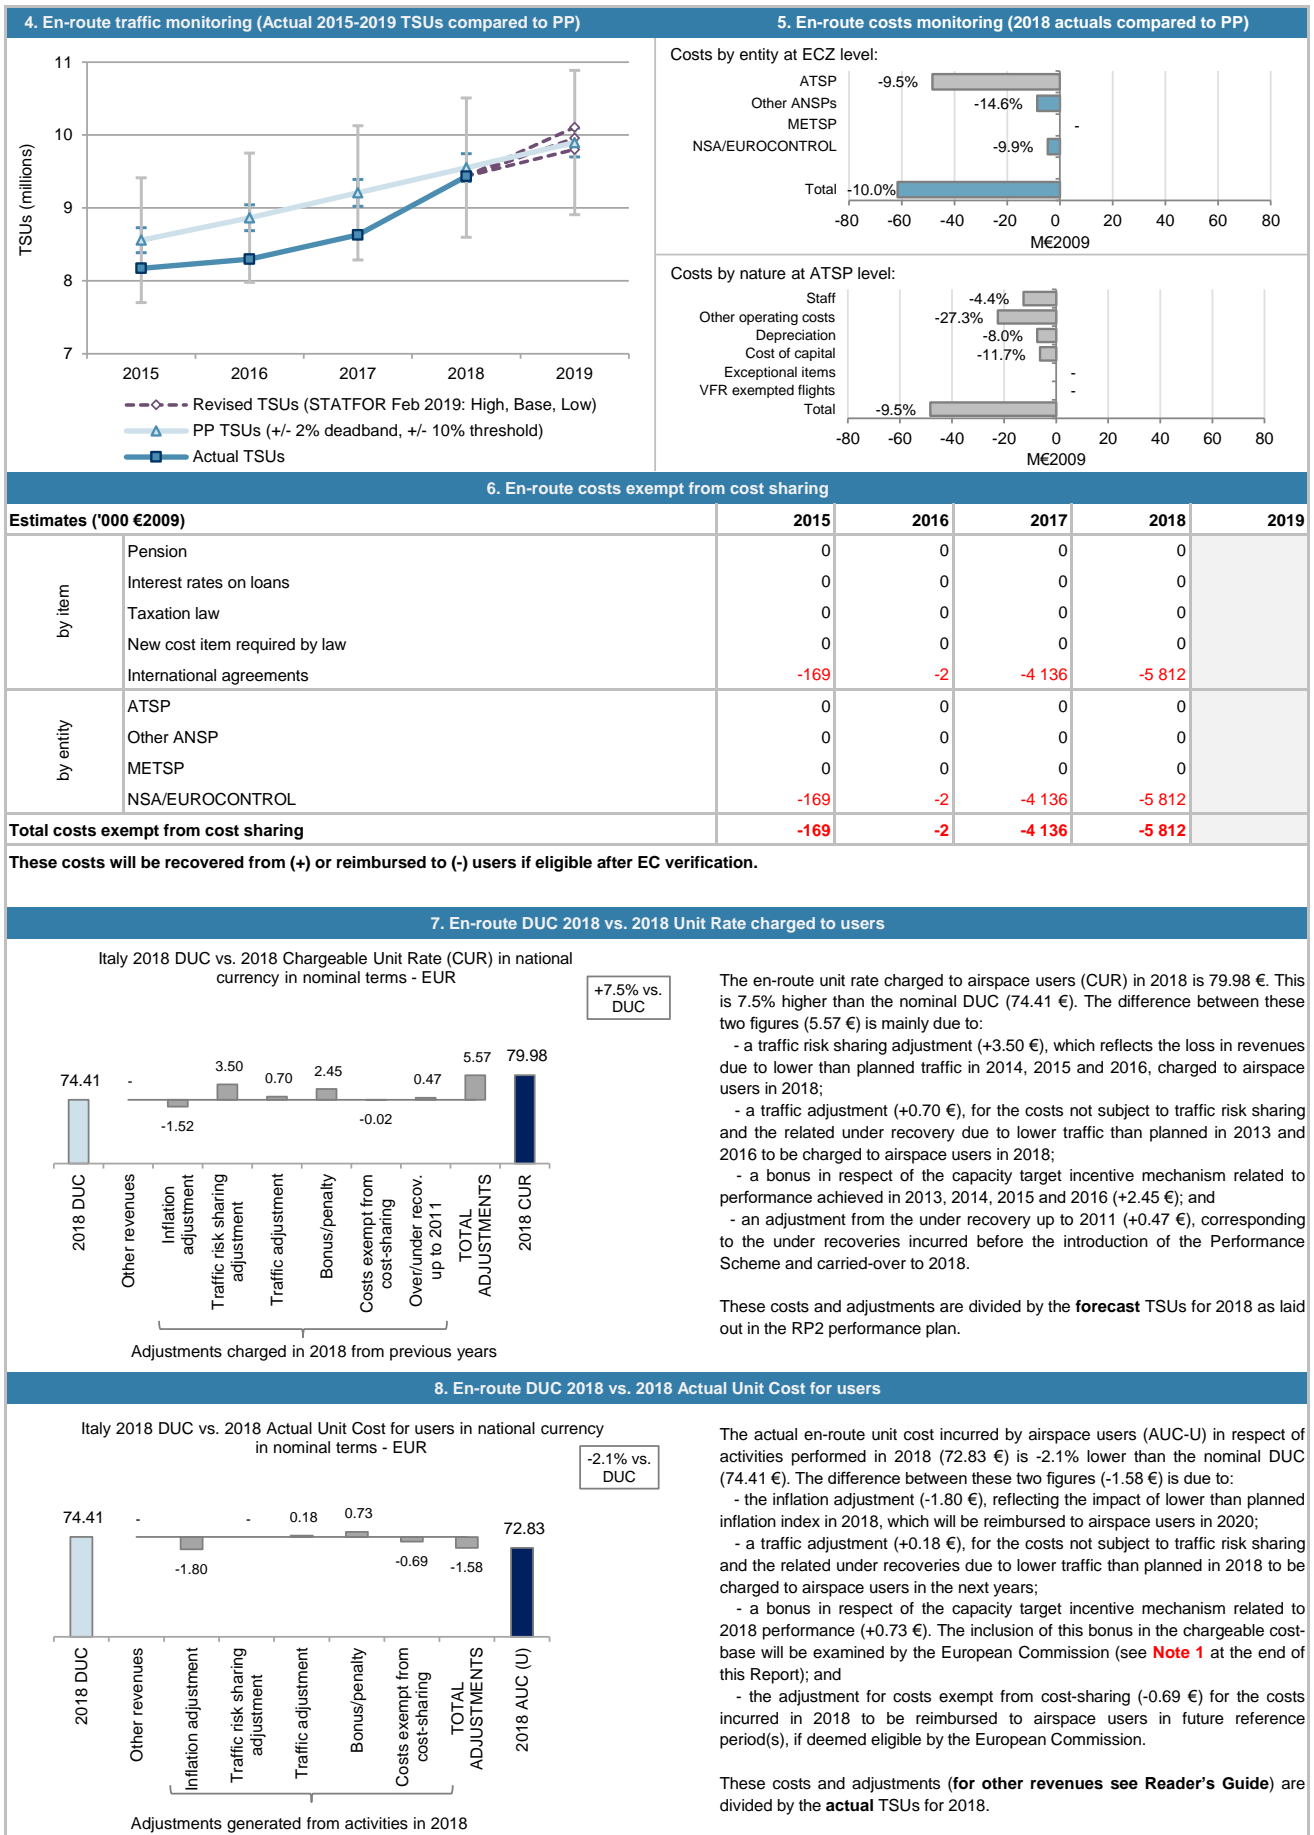 4. En-route traffic monitoring (Actual 2015-2019 TSUs compared to PP)
11
10
9
8
7
TSUs (millions)
2015 2016 2017 2018 2019
Revised TSUs (STATFOR Feb 2019: High, Base, Low)
PP TSUs (+/- 2% deadband, +/- 10% threshold)
Actual TSUs
5. En-route costs monitoring (2018 actuals compared to PP)
Costs by entity at ECZ level:
ATSP -9.5%
Other ANSPs -14.6%
METSP -
NSA/EUROCONTROL -9.9%
Total -10.0%
-80 -60 -40 -20 0 20 40 60 80
M€2009
Costs by nature at ATSP level:
Staff -4.4%
Other operating costs -27.3%
Depreciation -8.0%
Cost of capital -11.7%
Exceptional items -
VFR exempted flights -
Total -9.5%
-80 -60 -40 -20 0 20 40 60 80
M€2009
6. En-route costs exempt from cost sharing
Estimates ('000 €2009) 2015 2016 2017 2018 2019
by item
Pension 0 0 0 0
Interest rates on loans 0 0 0 0
Taxation law 0 0 0 0
New cost item required by law 0 0 0 0
International agreements -169 -2 -4 136 -5 812
by entity
ATSP 0 0 0 0
Other ANSP 0 0 0 0
METSP 0 0 0 0
NSA/EUROCONTROL -169 -2 -4 136 -5 812
Total costs exempt from cost sharing -169 -2 -4 136 -5 812
These costs will be recovered from (+) or reimbursed to (-) users if eligible after EC verification.
7. En-route DUC 2018 vs. 2018 Unit Rate charged to users
Italy 2018 DUC vs. 2018 Chargeable Unit Rate (CUR) in national
currency in nominal terms - EUR
+7.5% vs.
DUC
74.41 - -1.52 3.50 0.70 2.45 -0.02 0.47 5.57 79.98
2018 DUC
Other revenues
Inflation
adjustment
Traffic risk sharing
adjustment
Traffic adjustment
Bonus/penalty
Costs exempt from
cost-sharing
Over/under recov.
up to 2011
TOTAL
ADJUSTMENTS
2018 CUR
Adjustments charged in 2018 from previous years
The en-route unit rate charged to airspace users (CUR) in 2018 is 79.98 €. This
is 7.5% higher than the nominal DUC (74.41 €). The difference between these
two figures (5.57 €) is mainly due to:
- a traffic risk sharing adjustment (+3.50 €), which reflects the loss in revenues
due to lower than planned traffic in 2014, 2015 and 2016, charged to airspace
users in 2018;
- a traffic adjustment (+0.70 €), for the costs not subject to traffic risk sharing
and the related under recovery due to lower traffic than planned in 2013 and
2016 to be charged to airspace users in 2018;
- a bonus in respect of the capacity target incentive mechanism related to
performance achieved in 2013, 2014, 2015 and 2016 (+2.45 €); and
- an adjustment from the under recovery up to 2011 (+0.47 €), corresponding
to the under recoveries incurred before the introduction of the Performance
Scheme and carried-over to 2018.
These costs and adjustments are divided by the forecast TSUs for 2018 as laid
out in the RP2 performance plan.
8. En-route DUC 2018 vs. 2018 Actual Unit Cost for users
Italy 2018 DUC vs. 2018 Actual Unit Cost for users in national currency
in nominal terms - EUR
-2.1% vs.
DUC
74.41 - -1.80 - 0.18 0.73 -0.69 -1.58 72.83
2018 DUC
Other revenues
Inflation adjustment
Traffic risk sharing
adjustment
Traffic adjustment
Bonus/penalty
Costs exempt from
cost-sharing
TOTAL
ADJUSTMENTS
2018 AUC (U)
Adjustments generated from activities in 2018
The actual en-route unit cost incurred by airspace users (AUC-U) in respect of
activities performed in 2018 (72.83 €) is -2.1% lower than the nominal DUC
(74.41 €). The difference between these two figures (-1.58 €) is due to:
- the inflation adjustment (-1.80 €), reflecting the impact of lower than planned
inflation index in 2018, which will be reimbursed to airspace users in 2020;
- a traffic adjustment (+0.18 €), for the costs not subject to traffic risk sharing
and the related under recoveries due to lower traffic than planned in 2018 to be
charged to airspace users in the next years;
- a bonus in respect of the capacity target incentive mechanism related to
2018 performance (+0.73 €). The inclusion of this bonus in the chargeable cost-
base will be examined by the European Commission (see Note 1 at the end of
this Report); and
- the adjustment for costs exempt from cost-sharing (-0.69 €) for the costs
incurred in 2018 to be reimbursed to airspace users in future reference
period(s), if deemed eligible by the European Commission.
These costs and adjustments (for other revenues see Reader's Guide) are
divided by the actual TSUs for 2018.